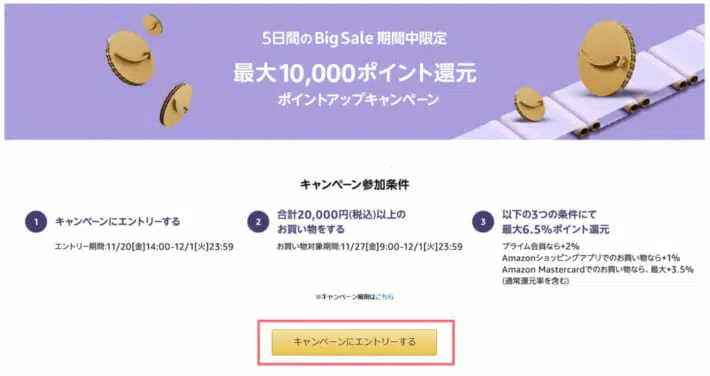 5日間のBig Sale 期間中限定
最大10,000ポイント還元
ポイントアップキャンペーン
キャンペーン参加条件
1
キャンペーンにエントリーする
エントリー期間:11/20[金]14:00-12/1[火]23:59
2
合計20,000円(税込)以上の
お買い物をする
お買い物対象期間:11/27[金]9:00-12/1[火]23:59
3
以下の3つの条件にて
最大6.5%ポイント還元
プライム会員なら+2%
Amazonショッピングアプリでのお買い物なら+1%
Amazon Mastercardでのお買い物なら、最大+3.5%
(通常還元率を含む)
※キャンペーン細則はこちら
キャンペーンにエントリーする